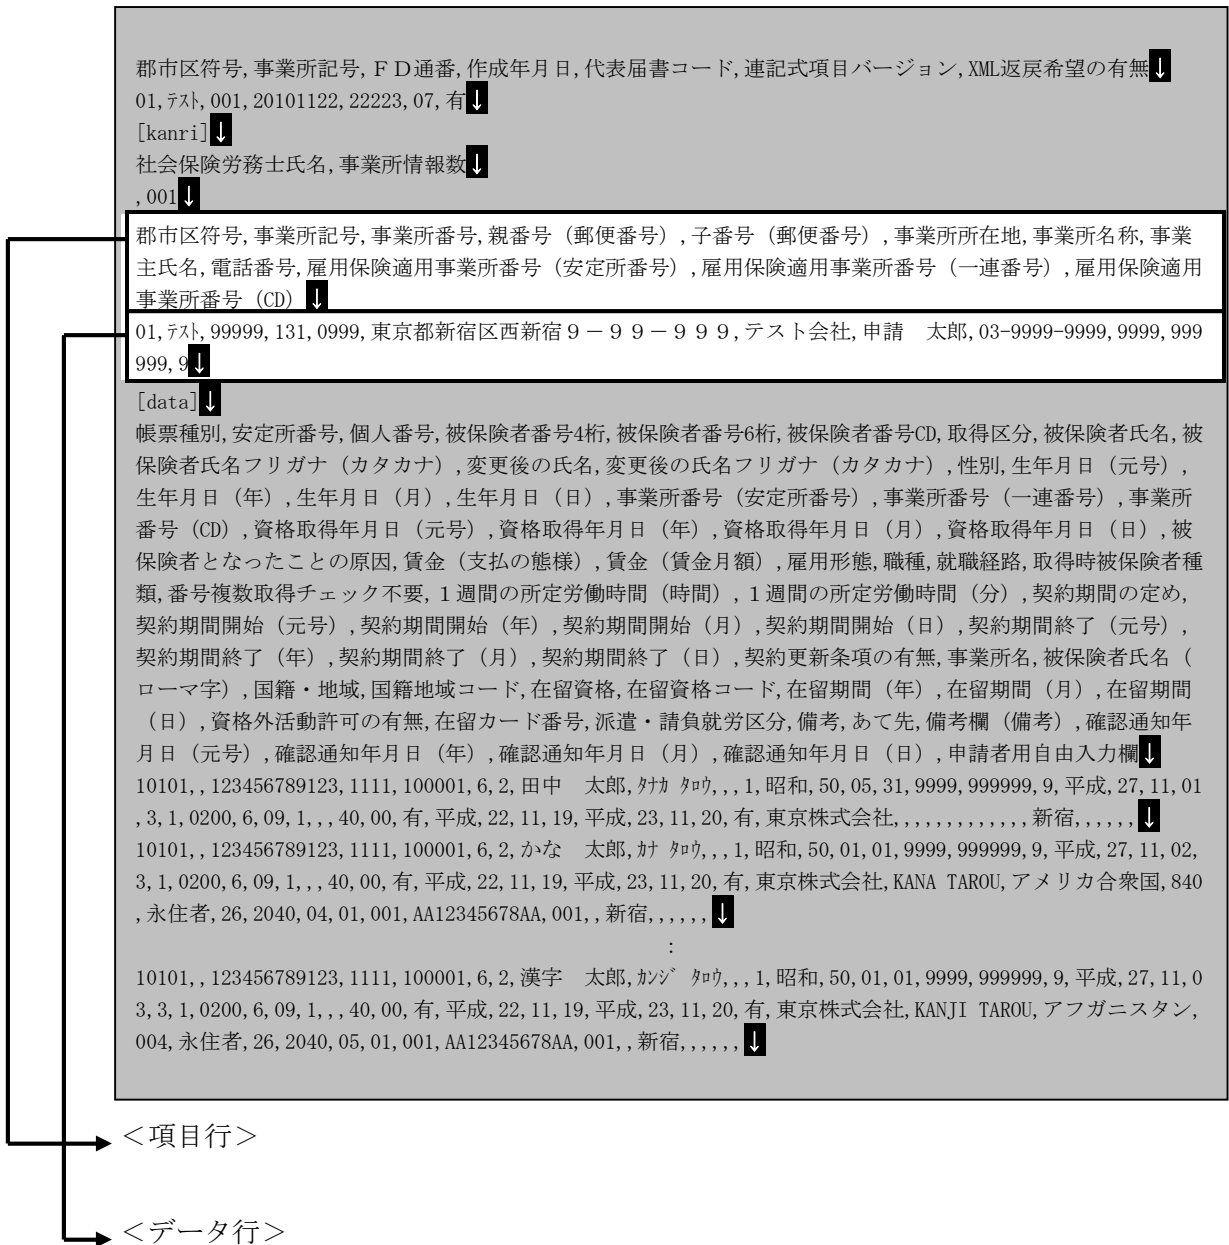 郡市区符号,事業所記号,ＦＤ通番,作成年月日,代表届書コード,連記式項目バージョン,XML返戻希望の有無↓
01,ﾃｽﾄ,001,20101122,22223,07,有↓
[kanri]↓
社会保険労務士氏名,事業所情報数↓
,001↓
郡市区符号,事業所記号,事業所番号,親番号（郵便番号）,子番号（郵便番号）,事業所所在地,事業所名称,事業
主氏名,電話番号,雇用保険適用事業所番号（安定所番号）,雇用保険適用事業所番号（一連番号）,雇用保険適用
事業所番号（CD）↓
01,ﾃｽﾄ,99999,131,0999,東京都新宿区西新宿９－９９－９９９,テスト会社,申請　太郎,03-9999-9999,9999,999
999,9↓
[data]↓
帳票種別,安定所番号,個人番号,被保険者番号4桁,被保険者番号6桁,被保険者番号CD,取得区分,被保険者氏名,被
保険者氏名フリガナ（カタカナ）,変更後の氏名,変更後の氏名フリガナ（カタカナ）,性別,生年月日（元号）,
生年月日（年）,生年月日（月）,生年月日（日）,事業所番号（安定所番号）,事業所番号（一連番号）,事業所
番号（CD）,資格取得年月日（元号）,資格取得年月日（年）,資格取得年月日（月）,資格取得年月日（日）,被
保険者となったことの原因,賃金（支払の態様）,賃金（賃金月額）,雇用形態,職種,就職経路,取得時被保険者種
類,番号複数取得チェック不要,１週間の所定労働時間（時間）,１週間の所定労働時間（分）,契約期間の定め,
契約期間開始（元号）,契約期間開始（年）,契約期間開始（月）,契約期間開始（日）,契約期間終了（元号）,
契約期間終了（年）,契約期間終了（月）,契約期間終了（日）,契約更新条項の有無,事業所名,被保険者氏名（
ローマ字）,国籍・地域,国籍地域コード,在留資格,在留資格コード,在留期間（年）,在留期間（月）,在留期間
（日）,資格外活動許可の有無,在留カード番号,派遣・請負就労区分,備考,あて先,備考欄（備考）,確認通知年
月日（元号）,確認通知年月日（年）,確認通知年月日（月）,確認通知年月日（日）,申請者用自由入力欄↓
10101,,123456789123,1111,100001,6,2,田中　太郎,ﾀﾅｶ ﾀﾛｳ,,,1,昭和,50,05,31,9999,999999,9,平成,27,11,01
,3,1,0200,6,09,1,,,40,00,有,平成,22,11,19,平成,23,11,20,有,東京株式会社,,,,,,,,,,,,新宿,,,,,,↓
10101,,123456789123,1111,100001,6,2,かな　太郎,ｶﾅ ﾀﾛｳ,,,1,昭和,50,01,01,9999,999999,9,平成,27,11,02,
3,1,0200,6,09,1,,,40,00,有,平成,22,11,19,平成,23,11,20,有,東京株式会社,KANA TAROU,アメリカ合衆国,840
,永住者,26,2040,04,01,001,AA12345678AA,001,,新宿,,,,,,↓
：
10101,,123456789123,1111,100001,6,2,漢字　太郎,ｶﾝｼﾞ ﾀﾛｳ,,,1,昭和,50,01,01,9999,999999,9,平成,27,11,0
3,3,1,0200,6,09,1,,,40,00,有,平成,22,11,19,平成,23,11,20,有,東京株式会社,KANJI TAROU,アフガニスタン,
004,永住者,26,2040,05,01,001,AA12345678AA,001,,新宿,,,,,,↓
＜項目行＞
＜データ行＞